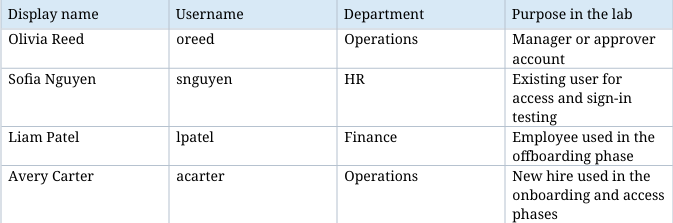 Display name Username Department Purpose in the lab
Olivia Reed oreed Operations Manager or approver
account
Sofia Nguyen snguyen HR Existing user for
access and sign-in
testing
Liam Patel lpatel Finance Employee used in the
offboarding phase
Avery Carter acarter Operations New hire used in the
onboarding and access
phases